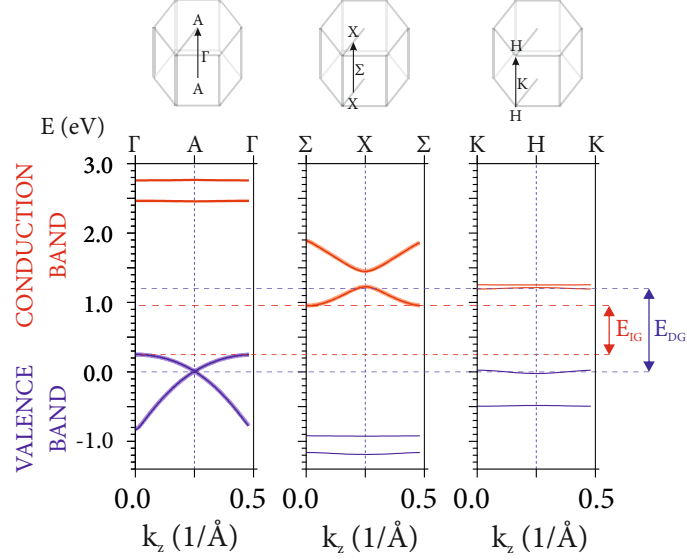 A
Γ
A
X
Σ
X
H
K
H
E (eV)
Γ A Γ
Σ X Σ
K H K
3.0
2.0
1.0
0.0
-1.0
CONDUCTION
BAND
VALENCE
BAND
E_IG
E_DG
0.0 0.5
0.0 0.5
0.0 0.5
k_z (1/Å)
k_z (1/Å)
k_z (1/Å)